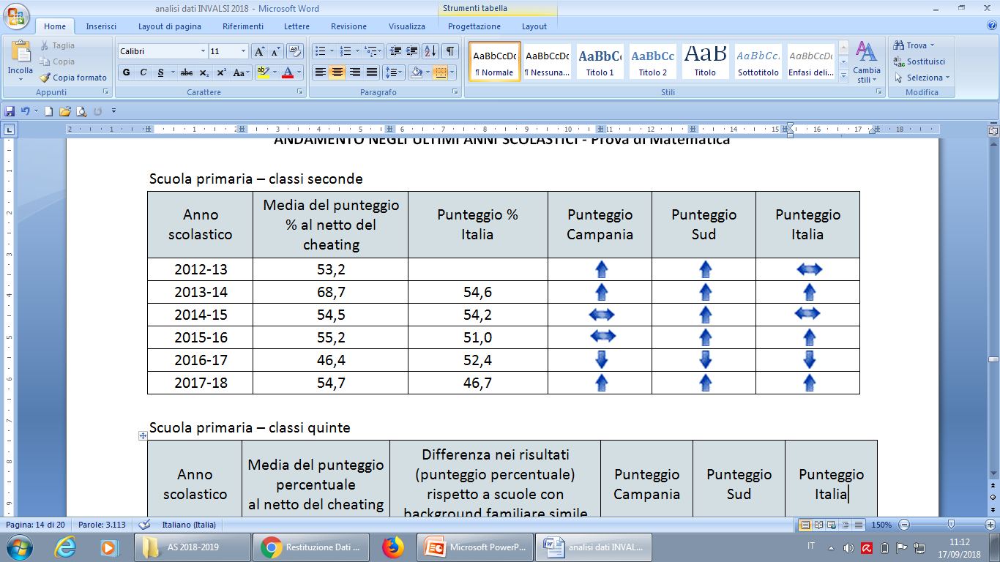 analisi dati INVALSI 2018 - Microsoft Word
Strumenti tabella
Home Inserisci Layout di pagina Riferimenti Lettere Revisione Visualizza Progettazione Layout
Incolla
Taglia
Copia
Copia formato
Appunti
Calibri 11
G C S abc x₂ x² Aa
Carattere
Paragrafo
AaBbCcDc AaBbCcDc AaBbC AaBbCc AaB AaBbCc AaBbCcDc
¶ Normale ¶ Nessuna... Titolo 1 Titolo 2 Titolo Sottotitolo Enfasi deli...
Stili
Cambia
stili
Trova
Sostituisci
Seleziona
Modifica
2 1 1 2 3 4 5 6 7 8 9 10 11 12 13 14 15 16 17 18
ANDAMENTO NEGLI ULTIMI ANNI SCOLASTICI - Prova di Matematica
Scuola primaria – classi seconde
Anno
scolastico
Media del punteggio
% al netto del
cheating
Punteggio %
Italia
Punteggio
Campania
Punteggio
Sud
Punteggio
Italia
2012-13 53,2
2013-14 68,7 54,6
2014-15 54,5 54,2
2015-16 55,2 51,0
2016-17 46,4 52,4
2017-18 54,7 46,7
Scuola primaria – classi quinte
Anno
scolastico
Media del punteggio
percentuale
al netto del cheating
Differenza nei risultati
(punteggio percentuale)
rispetto a scuole con
background familiare simile
Punteggio
Campania
Punteggio
Sud
Punteggio
Italia
Pagina: 14 di 20 Parole: 3.113 Italiano (Italia) 150%
AS 2018-2019 Restituzione Dati ... Microsoft PowerP... analisi dati INVAL... IT 11:12
17/09/2018